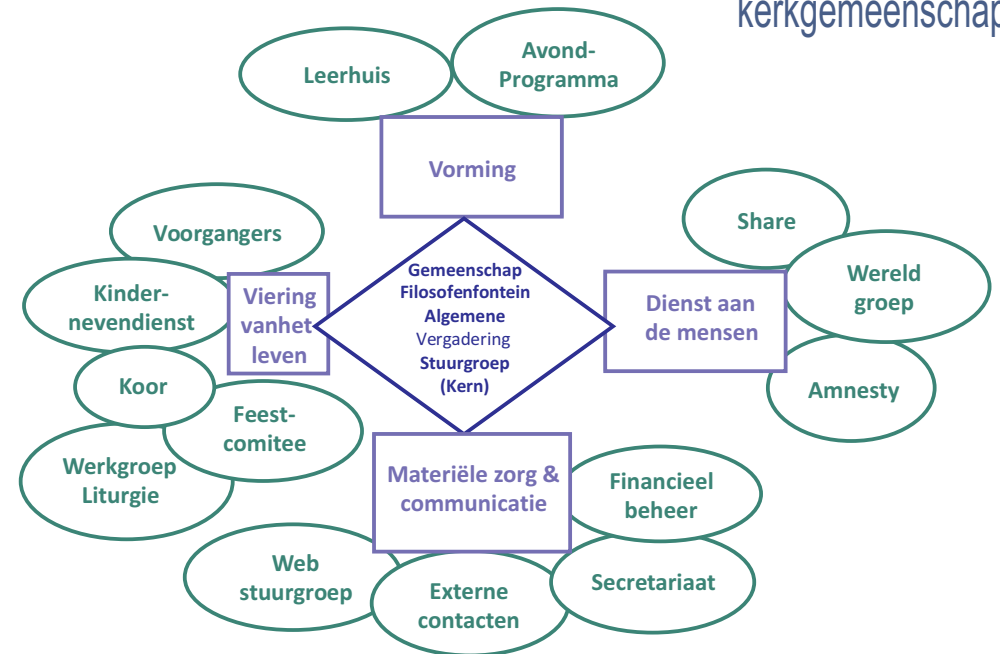 kerkgemeenschap
Leerhuis
Avond-
Programma
Vorming
Voorgangers
Kinder-
nevendienst
Koor
Feest-
comitee
Werkgroep
Liturgie
Viering
vanhet
leven
Gemeenschap
Filosofenfontein
Algemene
Vergadering
Stuurgroep
(Kern)
Dienst aan
de mensen
Share
Wereld
groep
Amnesty
Materiële zorg &
communicatie
Financieel
beheer
Secretariaat
Externe
contacten
Web
stuurgroep